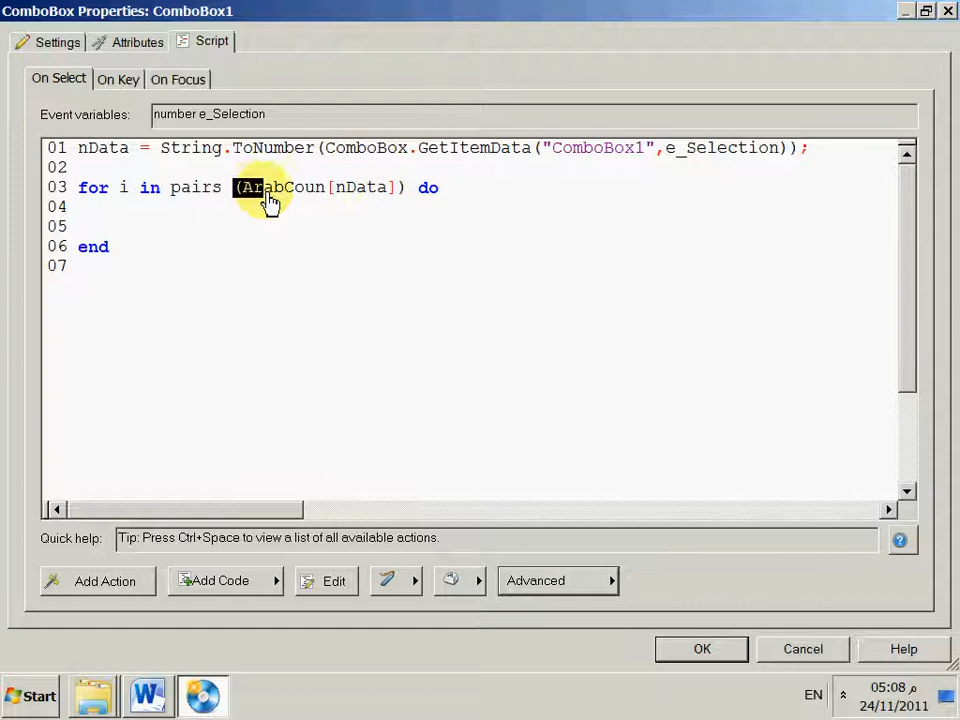 ComboBox Properties: ComboBox1
Settings Attributes Script
On Select On Key On Focus
Event variables: number e_Selection
01 nData = String.ToNumber(ComboBox.GetItemData("ComboBox1",e_Selection));
02
03 for i in pairs (ArabCoun[nData]) do
04
05
06 end
07
Quick help: Tip: Press Ctrl+Space to view a list of all available actions.
Add Action Add Code Edit Advanced
OK Cancel Help
Start EN 05:08 م
24/11/2011